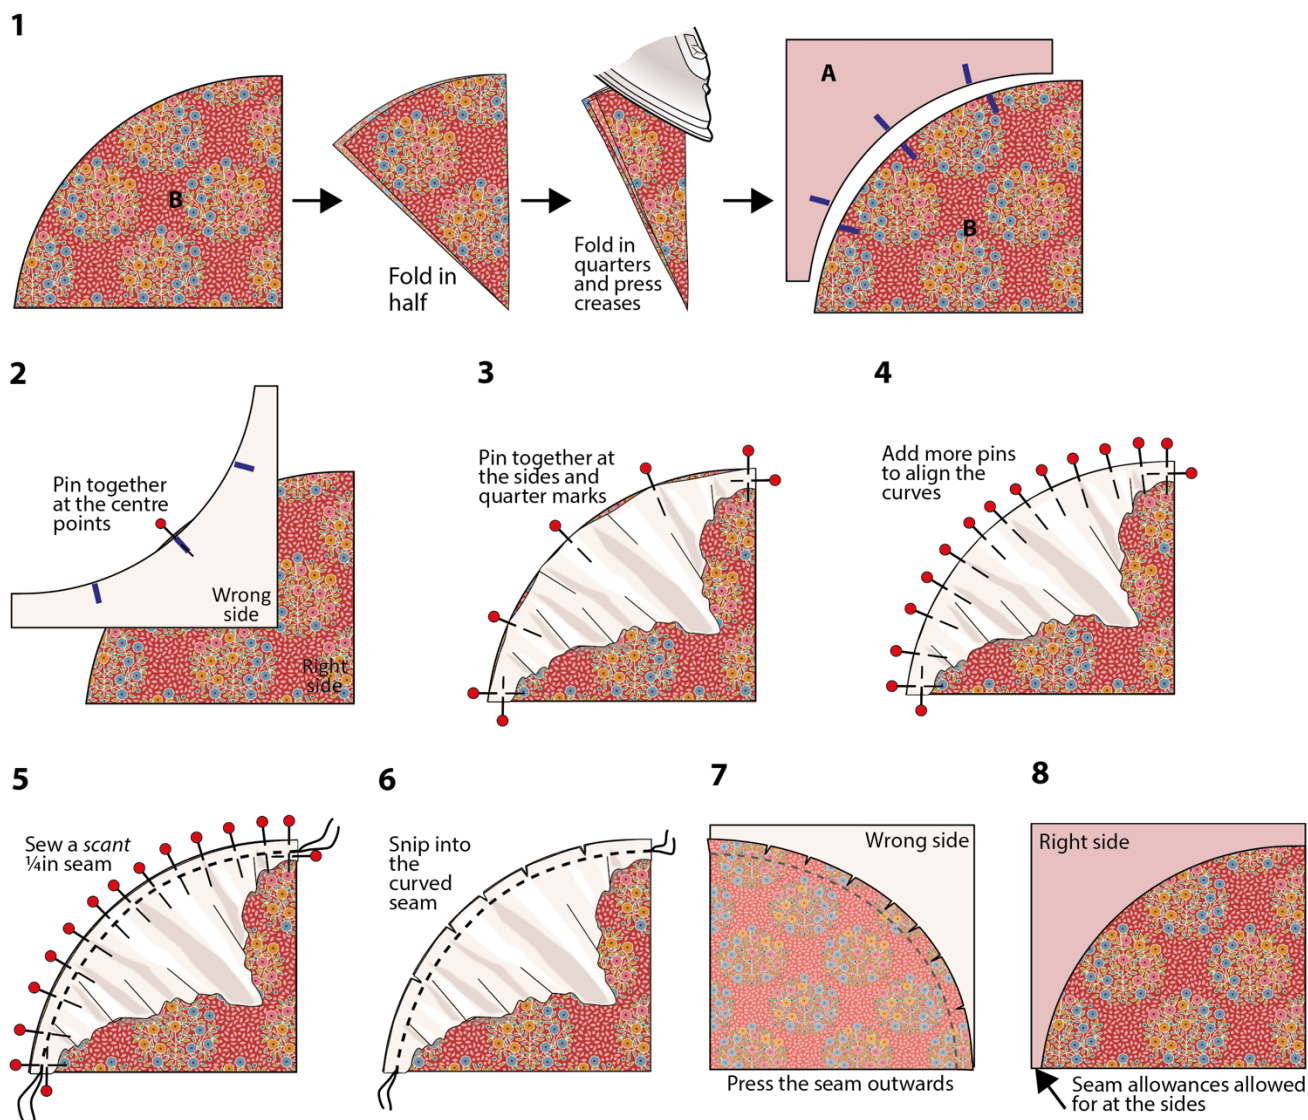 1
B
Fold in
half
Fold in
quarters
and press
creases
A
B
2
Pin together
at the centre
points
Wrong
side
Right
side
3
Pin together at
the sides and
quarter marks
4
Add more pins
to align the
curves
5
Sew a scant
¼in seam
6
Snip into
the
curved
seam
7
Wrong side
Press the seam outwards
8
Right side
Seam allowances allowed
for at the sides